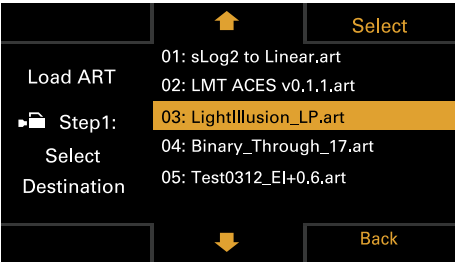 Select
Load ART
Step1:
Select
Destination
01: sLog2 to Linear.art
02: LMT ACES v0.1.1.art
03: LightIllusion_LP.art
04: Binary_Through_17.art
05: Test0312_EI+0.6.art
Back